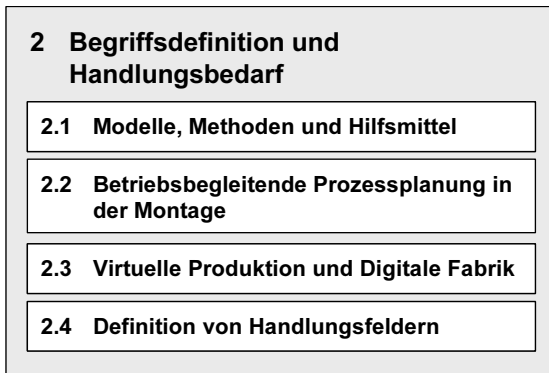 2 Begriffsdefinition und
Handlungsbedarf
2.1 Modelle, Methoden und Hilfsmittel
2.2 Betriebsbegleitende Prozessplanung in
der Montage
2.3 Virtuelle Produktion und Digitale Fabrik
2.4 Definition von Handlungsfeldern